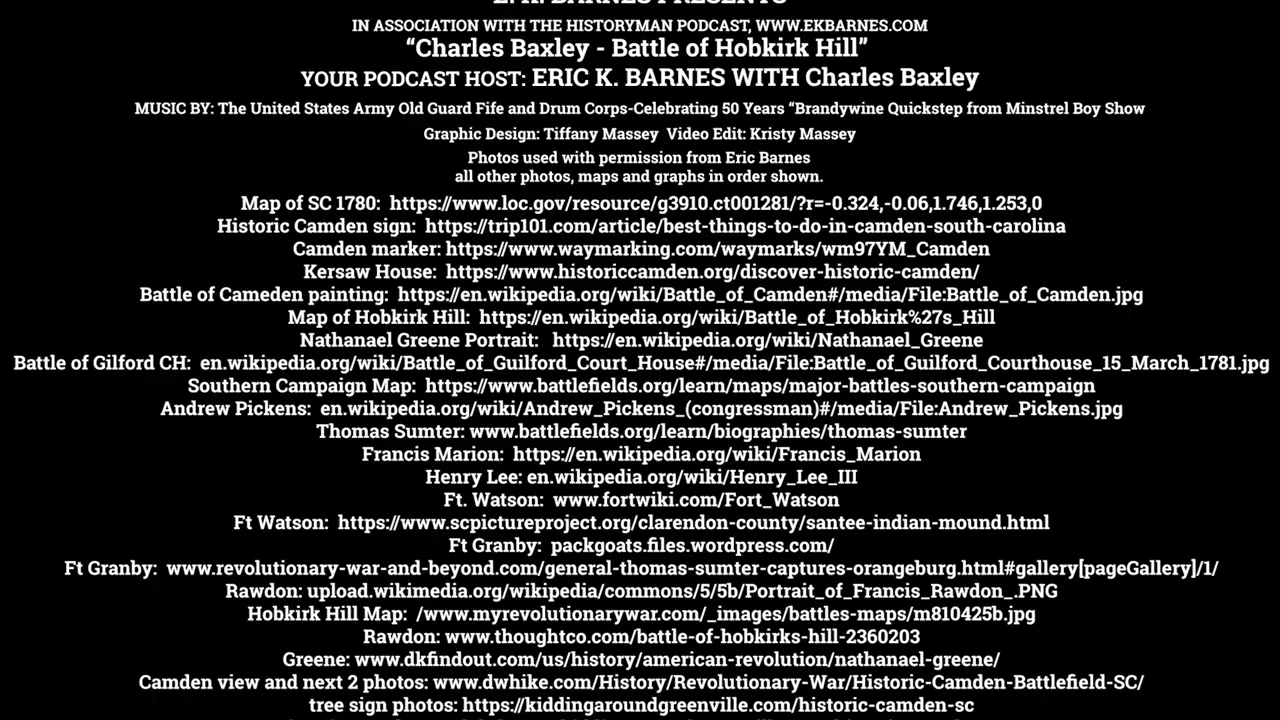 E. K. BARNES PRESENTS
IN ASSOCIATION WITH THE HISTORYMAN PODCAST, WWW.EKBARNES.COM
“Charles Baxley - Battle of Hobkirk Hill”
YOUR PODCAST HOST: ERIC K. BARNES WITH Charles Baxley
MUSIC BY: The United States Army Old Guard Fife and Drum Corps-Celebrating 50 Years “Brandywine Quickstep from Minstrel Boy Show
Graphic Design: Tiffany Massey  Video Edit: Kristy Massey
Photos used with permission from Eric Barnes
all other photos, maps and graphs in order shown.
Map of SC 1780:  https://www.loc.gov/resource/g3910.ct001281/?r=-0.324,-0.06,1.746,1.253,0
Historic Camden sign:  https://trip101.com/article/best-things-to-do-in-camden-south-carolina
Camden marker: https://www.waymarking.com/waymarks/wm97YM_Camden
Kersaw House:  https://www.historiccamden.org/discover-historic-camden/
Battle of Cameden painting:  https://en.wikipedia.org/wiki/Battle_of_Camden#/media/File:Battle_of_Camden.jpg
Map of Hobkirk Hill:  https://en.wikipedia.org/wiki/Battle_of_Hobkirk%27s_Hill
Nathanael Greene Portrait:   https://en.wikipedia.org/wiki/Nathanael_Greene
Battle of Gilford CH:  en.wikipedia.org/wiki/Battle_of_Guilford_Court_House#/media/File:Battle_of_Guilford_Courthouse_15_March_1781.jpg
Southern Campaign Map:  https://www.battlefields.org/learn/maps/major-battles-southern-campaign
Andrew Pickens:  en.wikipedia.org/wiki/Andrew_Pickens_(congressman)#/media/File:Andrew_Pickens.jpg
Thomas Sumter: www.battlefields.org/learn/biographies/thomas-sumter
Francis Marion:  https://en.wikipedia.org/wiki/Francis_Marion
Henry Lee: en.wikipedia.org/wiki/Henry_Lee_III
Ft. Watson:  www.fortwiki.com/Fort_Watson
Ft Watson:  https://www.scpictureproject.org/clarendon-county/santee-indian-mound.html
Ft Granby:  packgoats.files.wordpress.com/
Ft Granby:  www.revolutionary-war-and-beyond.com/general-thomas-sumter-captures-orangeburg.html#gallery[pageGallery]/1/
Rawdon: upload.wikimedia.org/wikipedia/commons/5/5b/Portrait_of_Francis_Rawdon_.PNG
Hobkirk Hill Map:  /www.myrevolutionarywar.com/_images/battles-maps/m810425b.jpg
Rawdon: www.thoughtco.com/battle-of-hobkirks-hill-2360203
Greene: www.dkfindout.com/us/history/american-revolution/nathanael-greene/
Camden view and next 2 photos: www.dwhike.com/History/Revolutionary-War/Historic-Camden-Battlefield-SC/
tree sign photos: https://kiddingaroundgreenville.com/historic-camden-sc